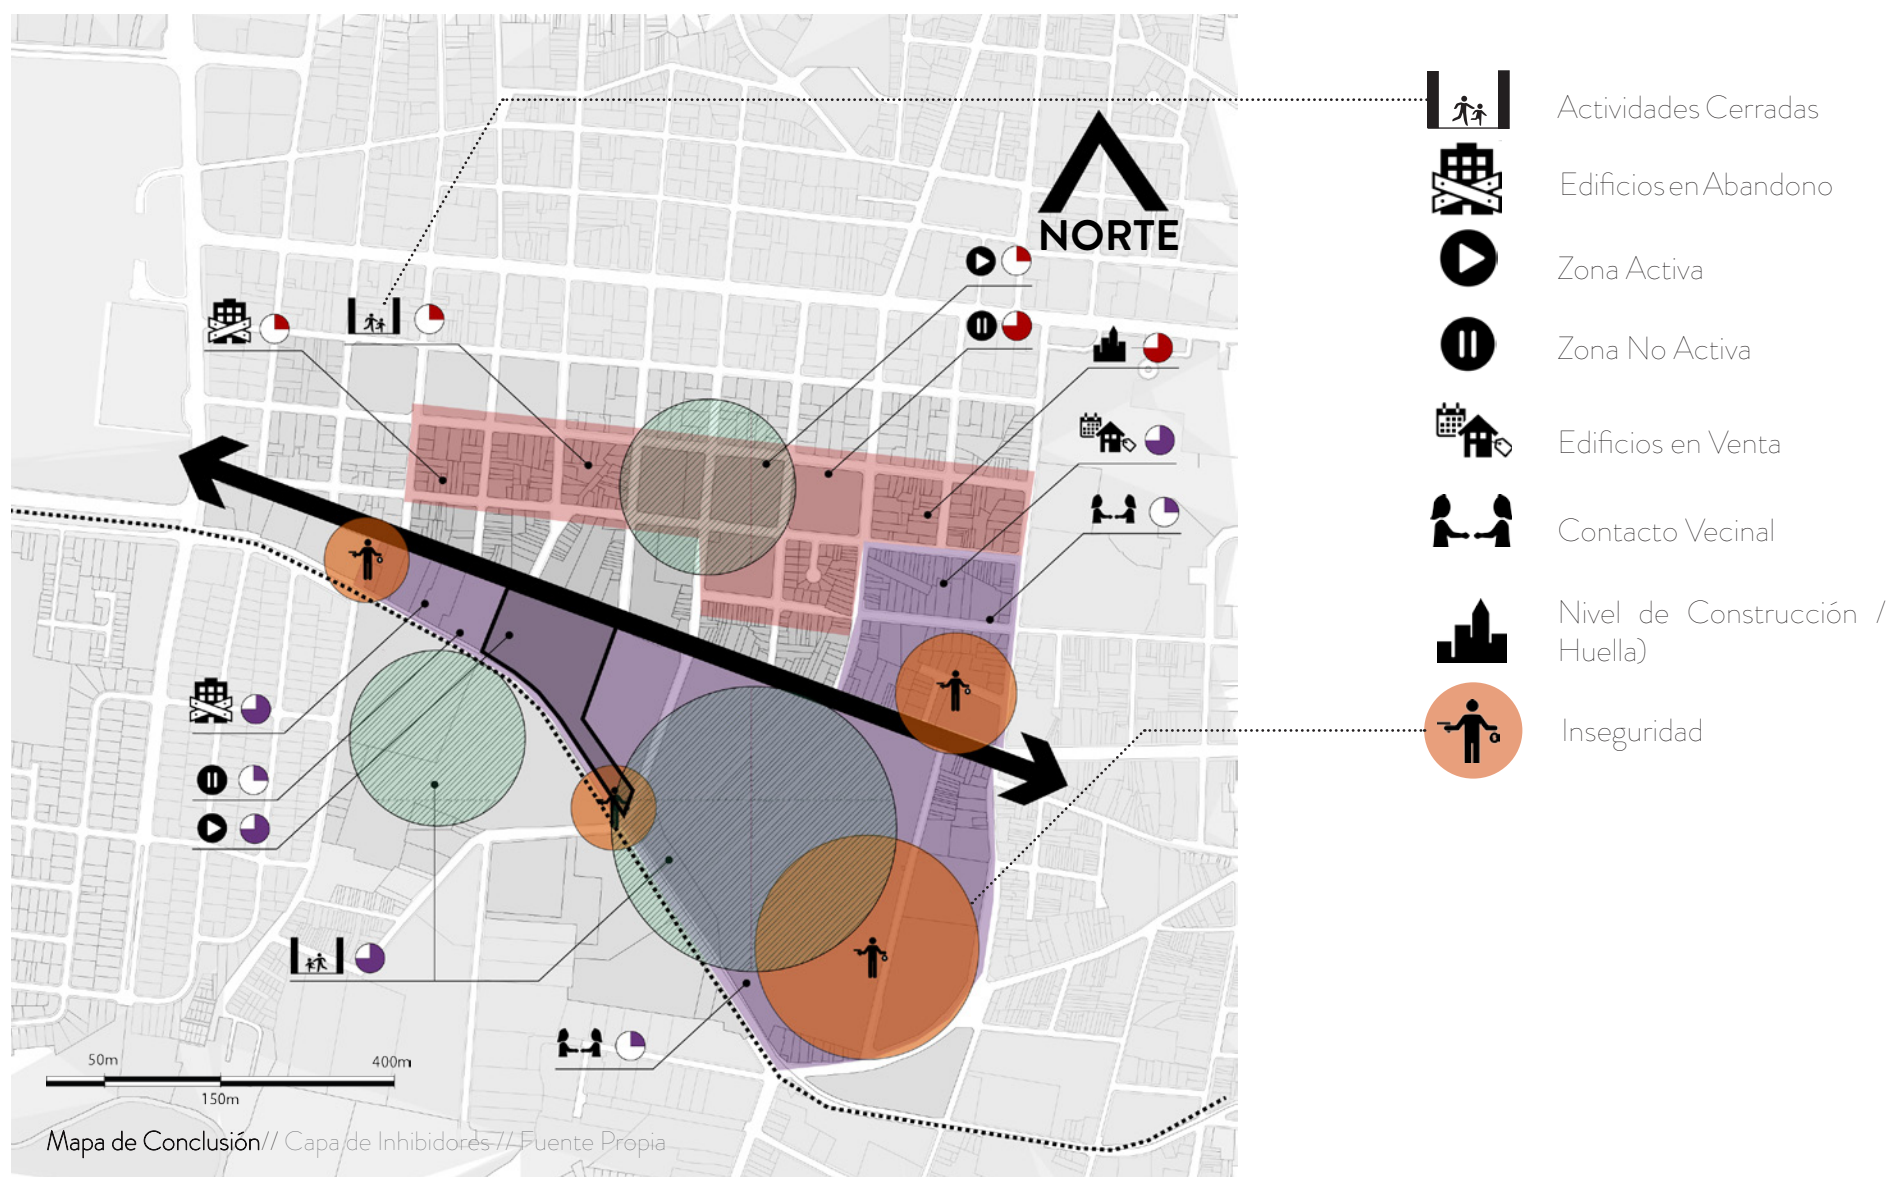 NORTE
Actividades Cerradas
Edificios en Abandono
Zona Activa
Zona No Activa
Edificios en Venta
Contacto Vecinal
Nivel de Construcción /
Huella)
Inseguridad
50m
400m
150m
Mapa de Conclusión// Capa de Inhibidores // Fuente Propia